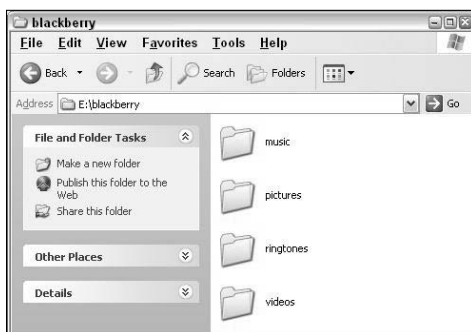 blackberry
File Edit View Favorites Tools Help
Back Search Folders
Address E:\blackberry Go
File and Folder Tasks
Make a new folder
Publish this folder to the
Web
Share this folder
Other Places
Details
music
pictures
ringtones
videos